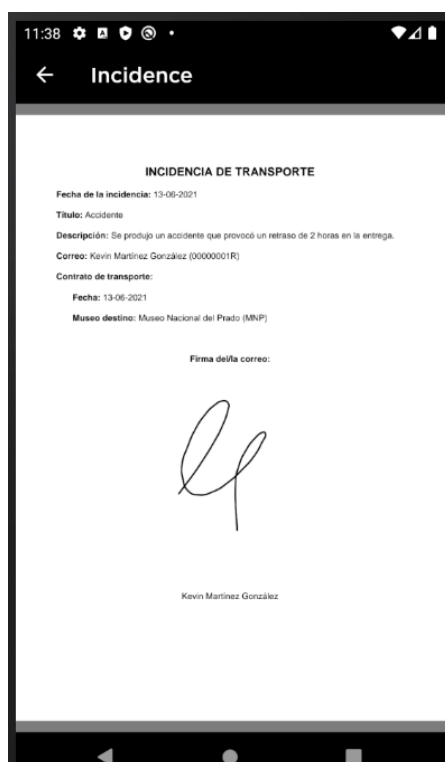 11:38
Incidence
INCIDENCIA DE TRANSPORTE
Fecha de la incidencia: 13-06-2021
Título: Accidente
Descripción: Se produjo un accidente que provocó un retraso de 2 horas en la entrega.
Correo: Kevin Martínez González (00000001R)
Contrato de transporte:
Fecha: 13-06-2021
Museo destino: Museo Nacional del Prado (MNP)
Firma del/la correo:
Kevin Martínez González